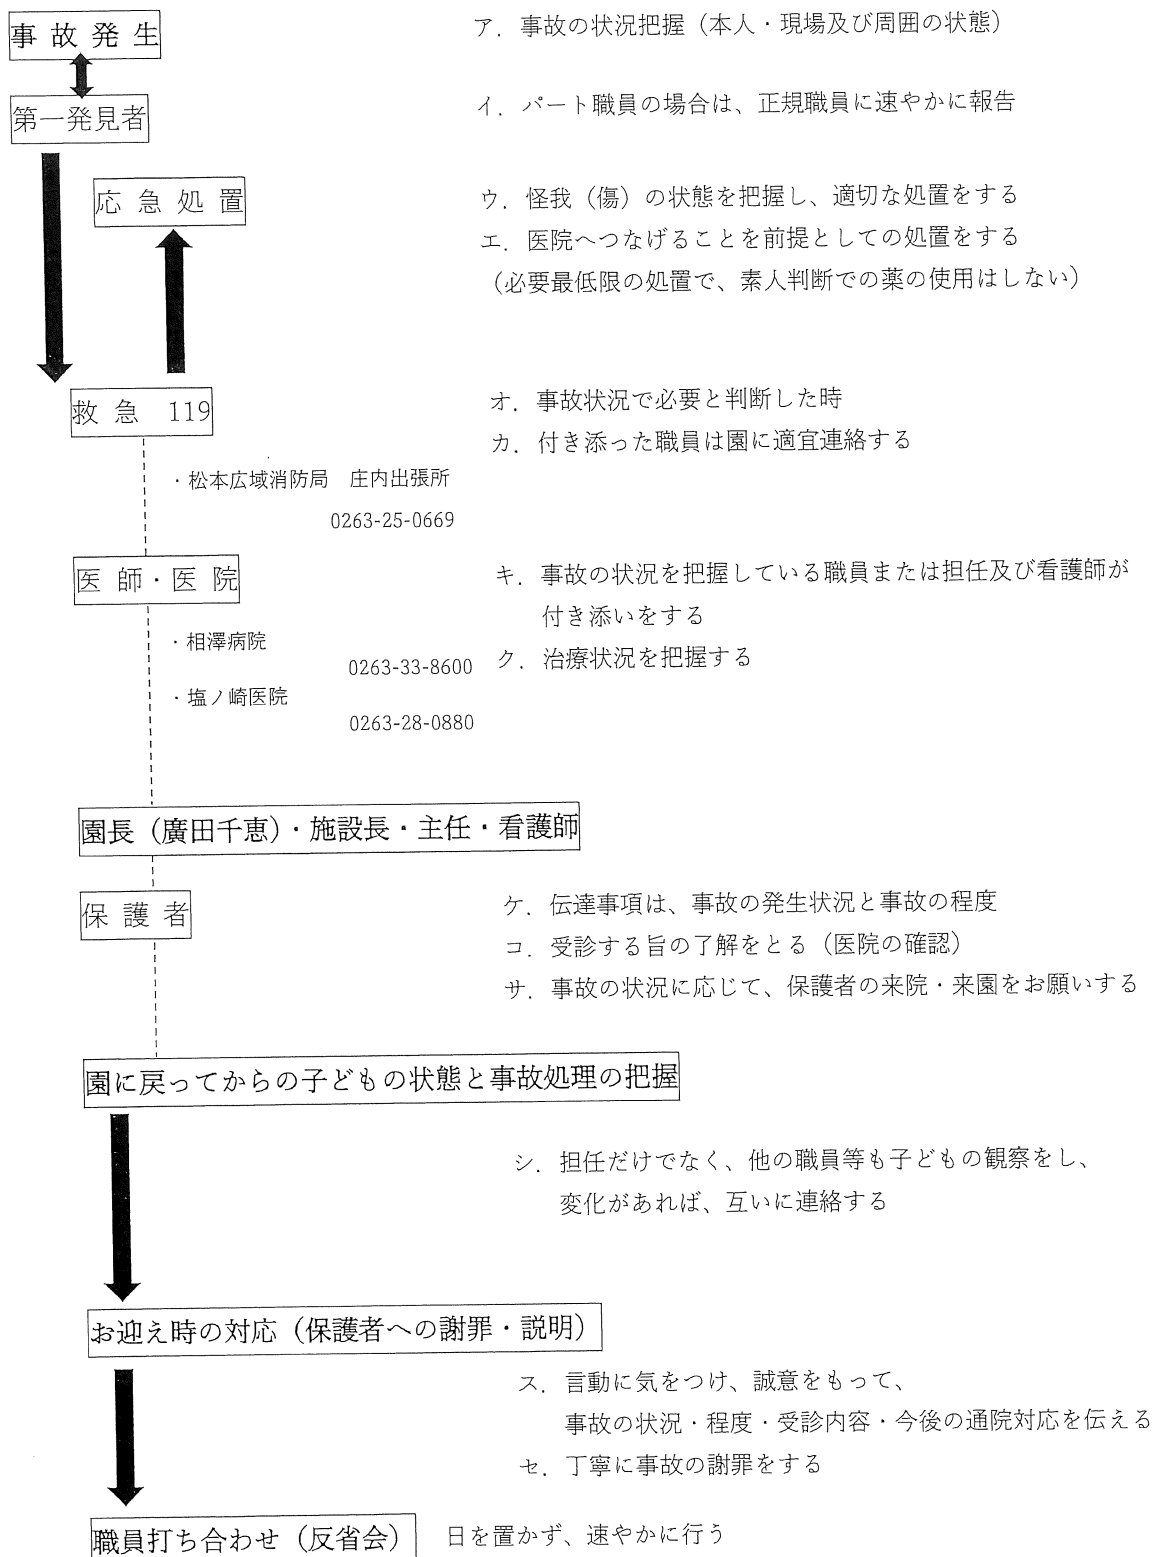 事故発生
ア．事故の状況把握（本人・現場及び周囲の状態）
第一発見者
イ．パート職員の場合は、正規職員に速やかに報告
応急処置
ウ．怪我（傷）の状態を把握し、適切な処置をする
エ．医院へつなげることを前提としての処置をする
（必要最低限の処置で、素人判断での薬の使用はしない）
救急　119
オ．事故状況で必要と判断した時
カ．付き添った職員は園に適宜連絡する
・松本広域消防局　庄内出張所
0263-25-0669
医師・医院
キ．事故の状況を把握している職員または担任及び看護師が
付き添いをする
・相澤病院
0263-33-8600
ク．治療状況を把握する
・塩ノ崎医院
0263-28-0880
園長（廣田千恵）・施設長・主任・看護師
保護者
ケ．伝達事項は、事故の発生状況と事故の程度
コ．受診する旨の了解をとる（医院の確認）
サ．事故の状況に応じて、保護者の来院・来園をお願いする
園に戻ってからの子どもの状態と事故処理の把握
シ．担任だけでなく、他の職員等も子どもの観察をし、
変化があれば、互いに連絡する
お迎え時の対応（保護者への謝罪・説明）
ス．言動に気をつけ、誠意をもって、
事故の状況・程度・受診内容・今後の通院対応を伝える
セ．丁寧に事故の謝罪をする
職員打ち合わせ（反省会）
日を置かず、速やかに行う